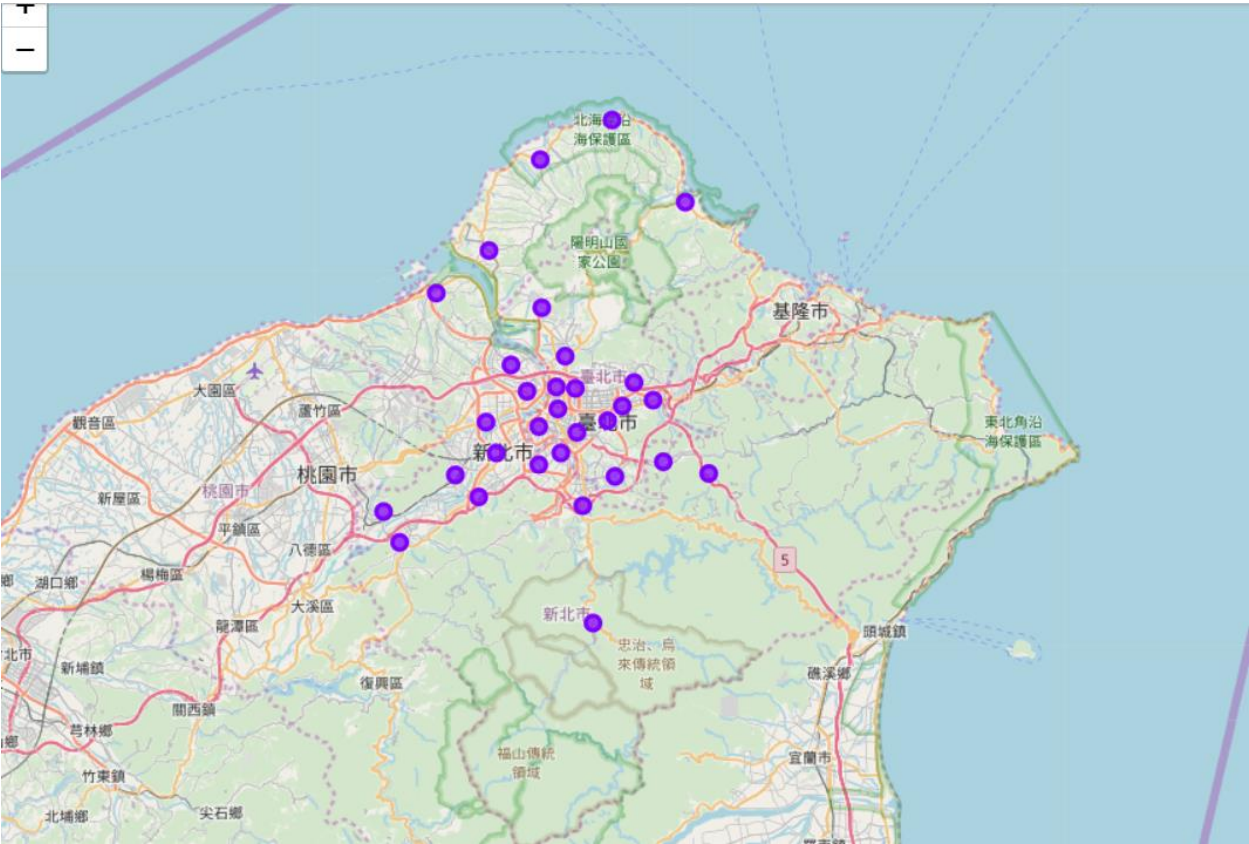 +
−
北海 沿
海保護區
陽明山國
家公園
基隆市
大園區
臺北市
蘆竹區
觀音區
臺北市
東北角沿
海保護區
新北市
桃園市
桃園市
新屋區
平鎮區
八德區
5
楊梅區
湖口鄉
鄉
大溪區
新北市
龍潭區
頭城鎮
忠治、烏
來傳統領
域
北市
新埔鎮
礁溪鄉
復興區
關西鎮
芎林鄉
鄉
福山傳統
領域
宜蘭市
竹東鎮
尖石鄉
北埔鄉